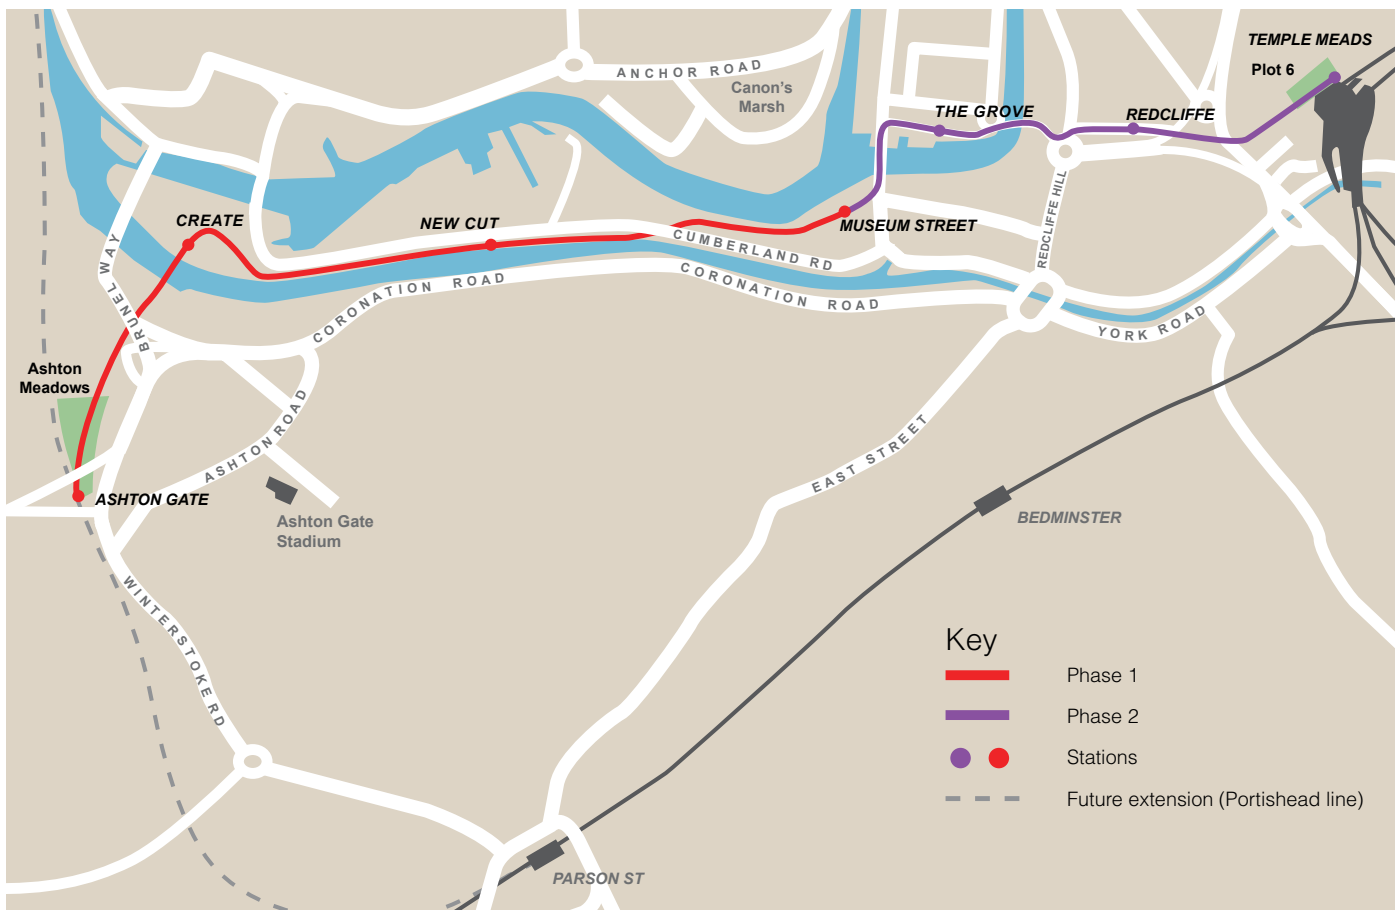 TEMPLE MEADS
Plot 6
ANCHOR ROAD
Canon's
Marsh
THE GROVE
REDCLIFFE
CREATE
NEW CUT
MUSEUM STREET
REDCLIFFE HILL
CUMBERLAND RD
BRUNEL WAY
CORONATION ROAD
CORONATION ROAD
YORK ROAD
Ashton
Meadows
ASHTON ROAD
EAST STREET
ASHTON GATE
Ashton Gate
Stadium
BEDMINSTER
WINTERSTOKE RD
PARSON ST
Key
Phase 1
Phase 2
Stations
Future extension (Portishead line)